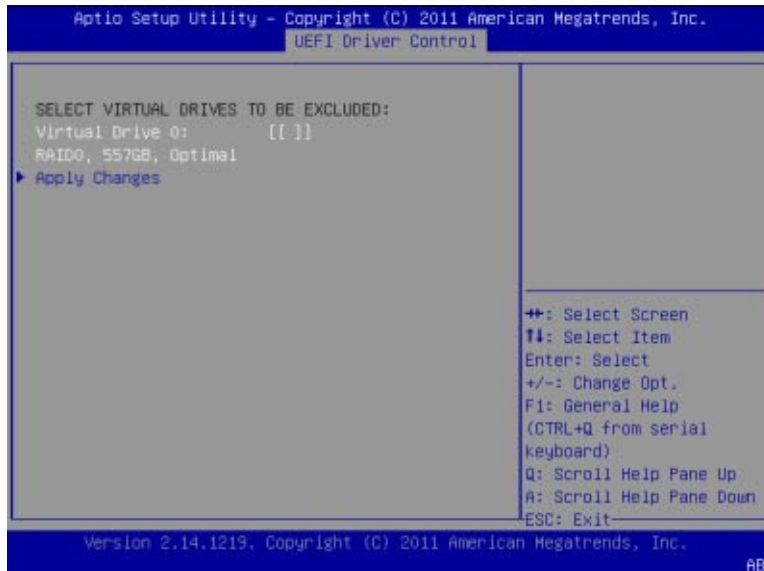 Aptio Setup Utility – Copyright (C) 2011 American Megatrends, Inc.
UEFI Driver Control
SELECT VIRTUAL DRIVES TO BE EXCLUDED:
Virtual Drive 0: [[ ]]
RAID0, 557GB, Optimal
Apply Changes
→←: Select Screen
↑↓: Select Item
Enter: Select
+/-: Change Opt.
F1: General Help
(CTRL+Q from serial
keyboard)
Q: Scroll Help Pane Up
A: Scroll Help Pane Down
ESC: Exit
Version 2.14.1219. Copyright (C) 2011 American Megatrends, Inc.
AB